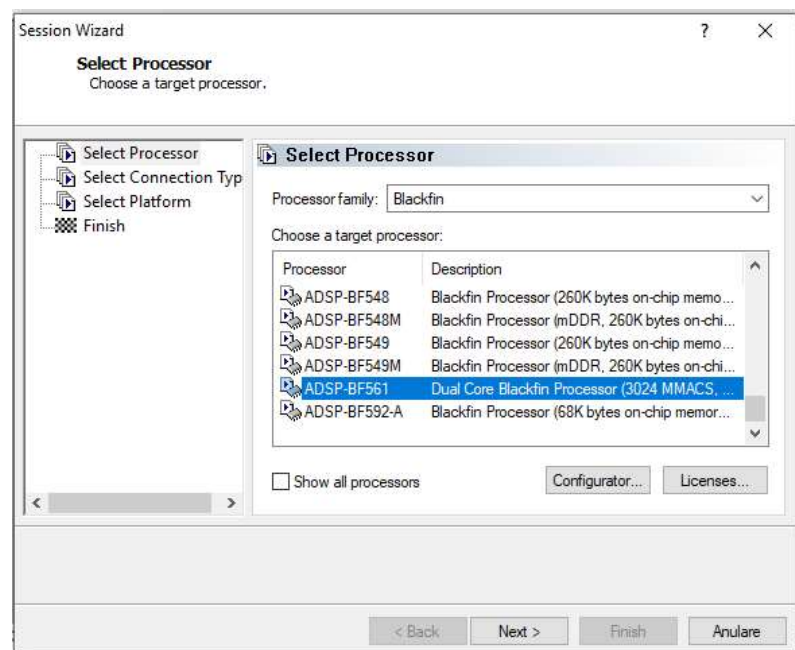 Session Wizard ? ×
Select Processor
Choose a target processor.
Select Processor
Select Connection Typ
Select Platform
Finish
Select Processor
Processor family: Blackfin
Choose a target processor:
Processor Description
ADSP-BF548 Blackfin Processor (260K bytes on-chip memo...
ADSP-BF548M Blackfin Processor (mDDR, 260K bytes on-chi...
ADSP-BF549 Blackfin Processor (260K bytes on-chip memo...
ADSP-BF549M Blackfin Processor (mDDR, 260K bytes on-chi...
ADSP-BF561 Dual Core Blackfin Processor (3024 MMACS, ...
ADSP-BF592-A Blackfin Processor (68K bytes on-chip memor...
Show all processors Configurator... Licenses...
< Back Next > Finish Anulare